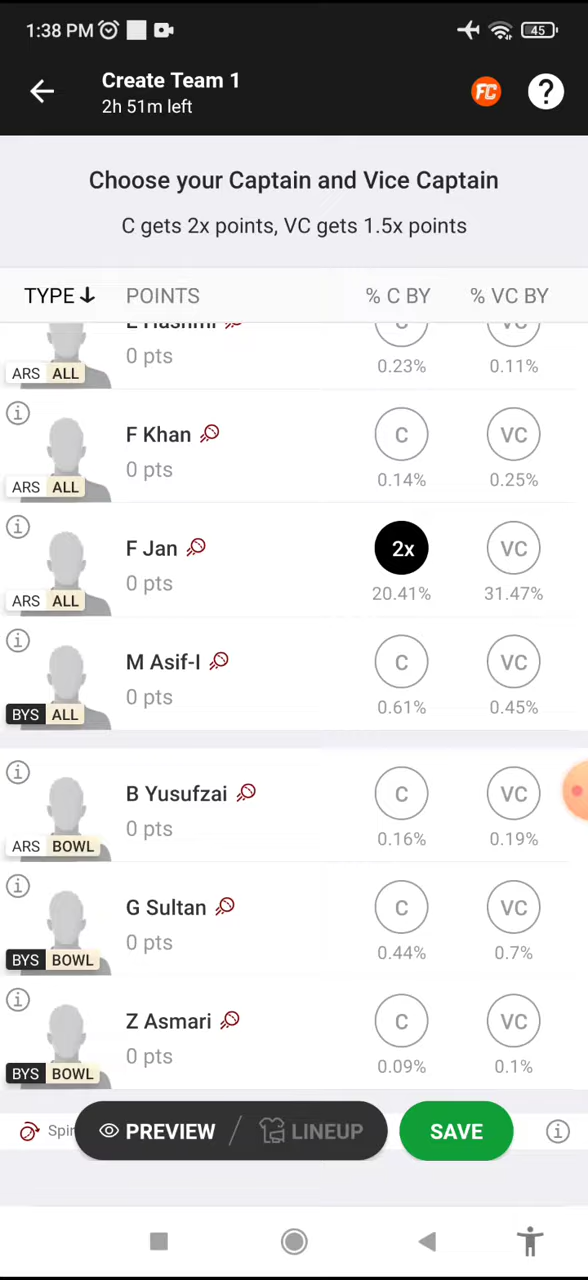 1:38 PM
45
Create Team 1
2h 51m left
FC
?
Choose your Captain and Vice Captain
C gets 2x points, VC gets 1.5x points
TYPE POINTS % C BY % VC BY
C VC
0 pts
0.23% 0.11%
ARS ALL
F Khan
C VC
0 pts
0.14% 0.25%
ARS ALL
F Jan
2x VC
0 pts
20.41% 31.47%
ARS ALL
M Asif-I
C VC
0 pts
0.61% 0.45%
BYS ALL
B Yusufzai
C VC
0 pts
0.16% 0.19%
ARS BOWL
G Sultan
C VC
0 pts
0.44% 0.7%
BYS BOWL
Z Asmari
C VC
0 pts
0.09% 0.1%
BYS BOWL
PREVIEW / LINEUP SAVE